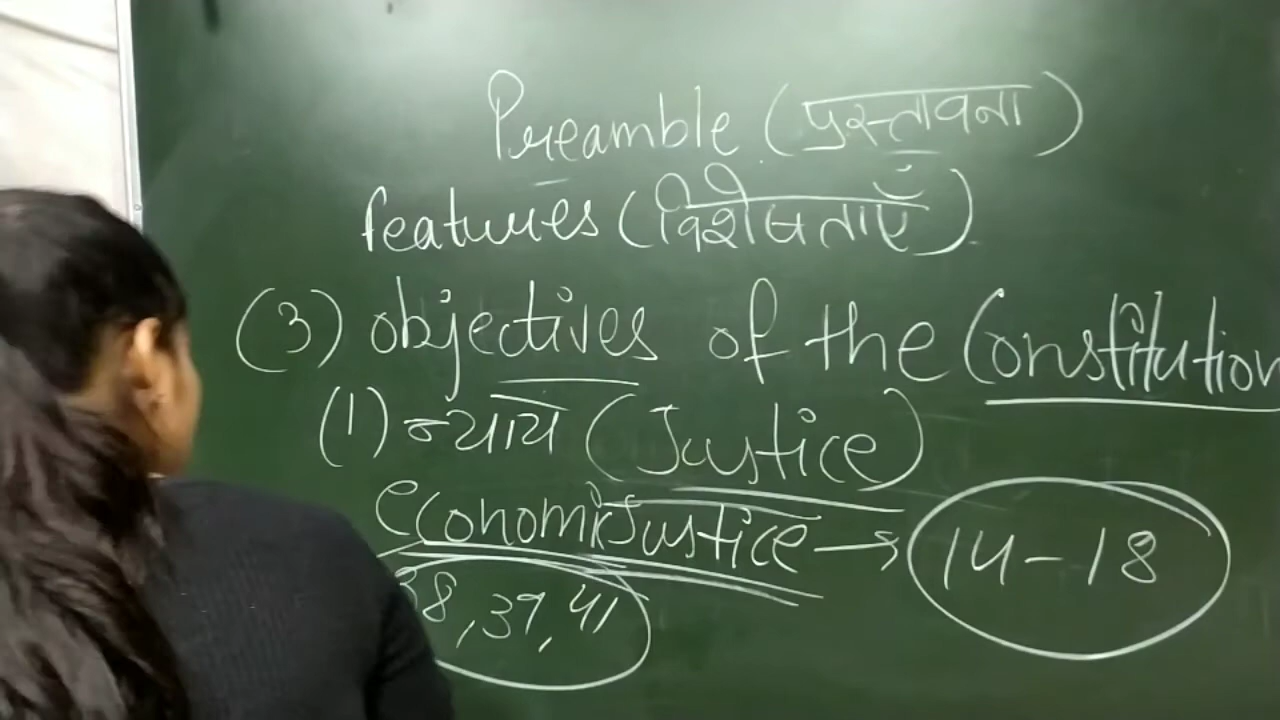 Preamble (प्रस्तावना)
features (विशेषताएँ)
(3) objectives of the Constitution
(1) न्याय (Justice)
economic Justice → 14-18
38, 39, 41